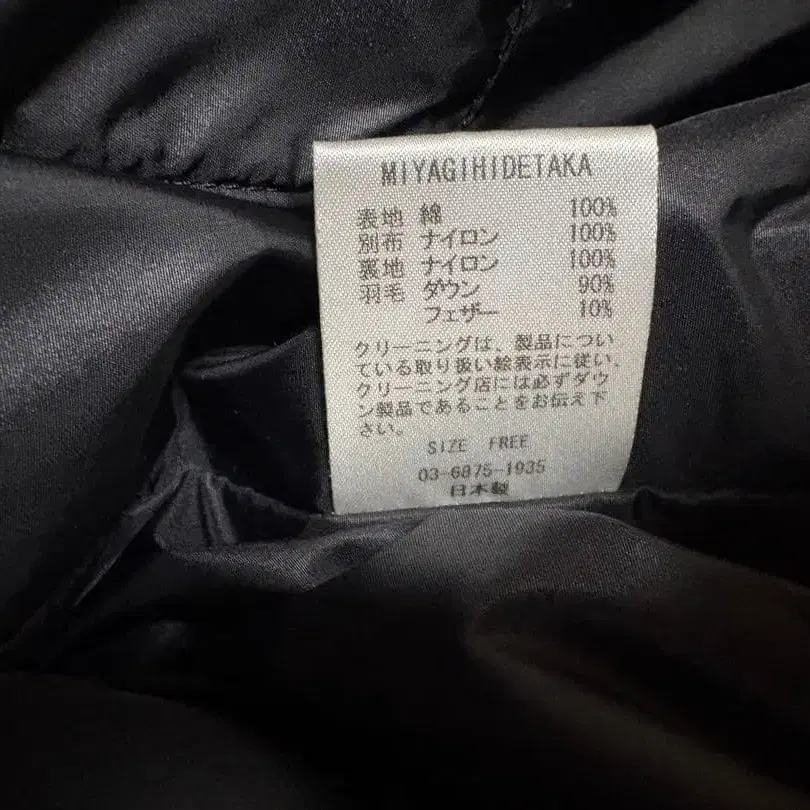 MIYAGIHIDETAKA
表地 綿 100%
別布 ナイロン 100%
裏地 ナイロン 100%
羽毛 ダウン 90%
フェザー 10%
クリーニングは、製品につい
ている取り扱い絵表示に従い、
クリーニング店には必ずダウ
ン製品であることをお伝え下
さい。
SIZE FREE
03-6875-1935
日本製